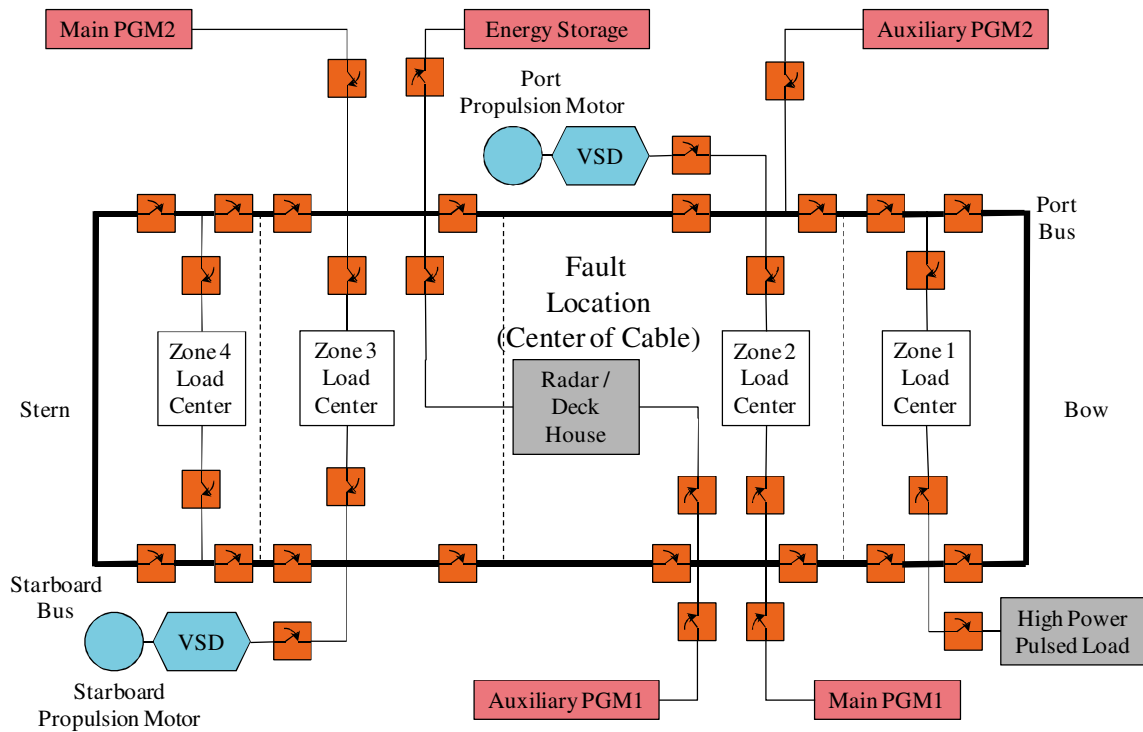 Main PGM2
Energy Storage
Auxiliary PGM2
Port
Propulsion Motor
VSD
Port
Bus
Fault
Location
(Center of Cable)
Zone 4
Load
Center
Zone 3
Load
Center
Zone 2
Load
Center
Zone 1
Load
Center
Radar /
Deck
House
Stern
Bow
Starboard
Bus
VSD
Starboard
Propulsion Motor
High Power
Pulsed Load
Auxiliary PGM1
Main PGM1